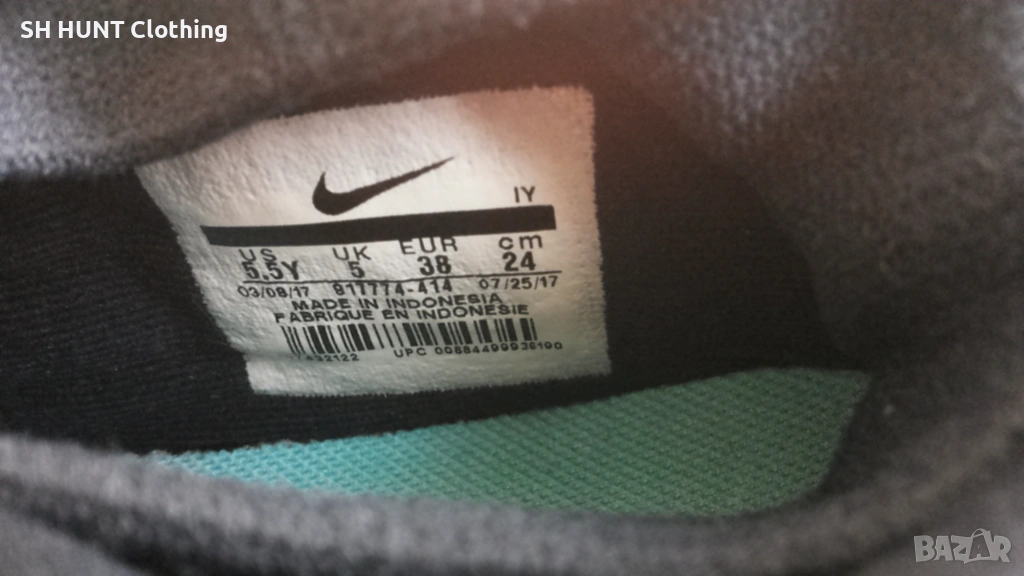 SH HUNT Clothing
IY
US UK EUR cm
5.5Y 5 38 24
03/08/17 917774-414 07/25/17
MADE IN INDONESIA
FABRIQUE EN INDONESIE
UPC 00884499938190
BAZAR